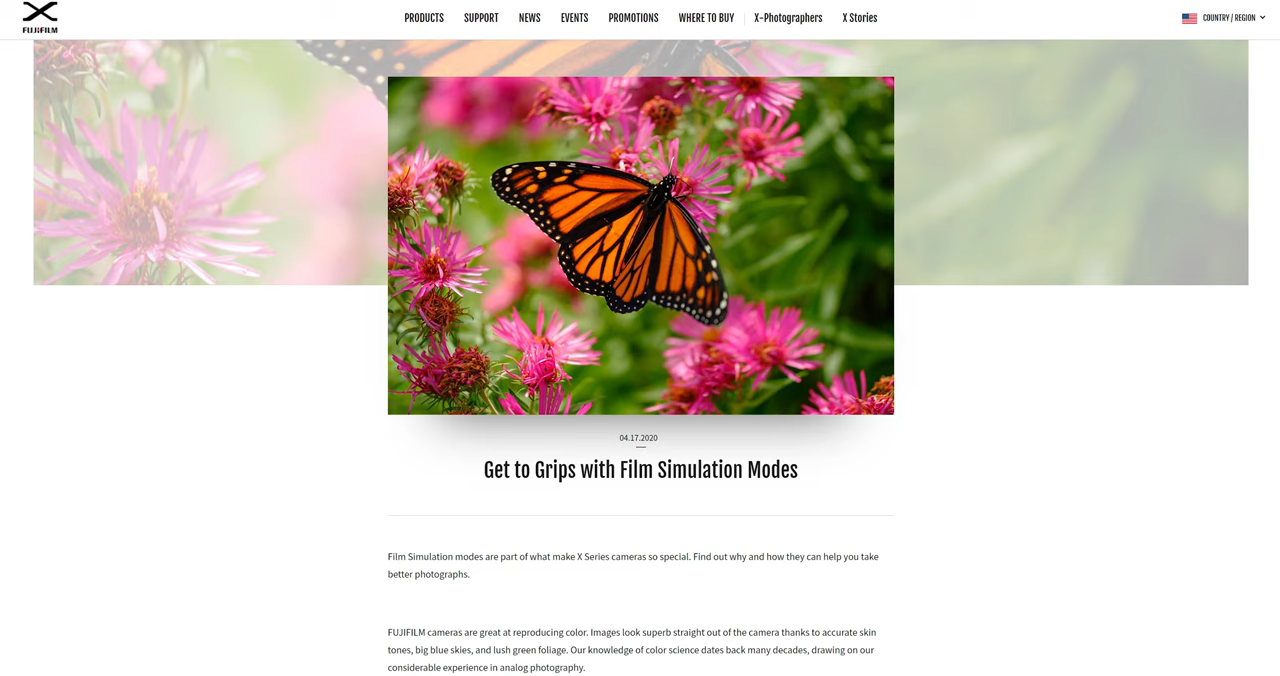 FUJIFILM
PRODUCTS SUPPORT NEWS EVENTS PROMOTIONS WHERE TO BUY X-Photographers X Stories COUNTRY / REGION
04.17.2020
Get to Grips with Film Simulation Modes
Film Simulation modes are part of what make X Series cameras so special. Find out why and how they can help you take
better photographs.
FUJIFILM cameras are great at reproducing color. Images look superb straight out of the camera thanks to accurate skin
tones, big blue skies, and lush green foliage. Our knowledge of color science dates back many decades, drawing on our
considerable experience in analog photography.